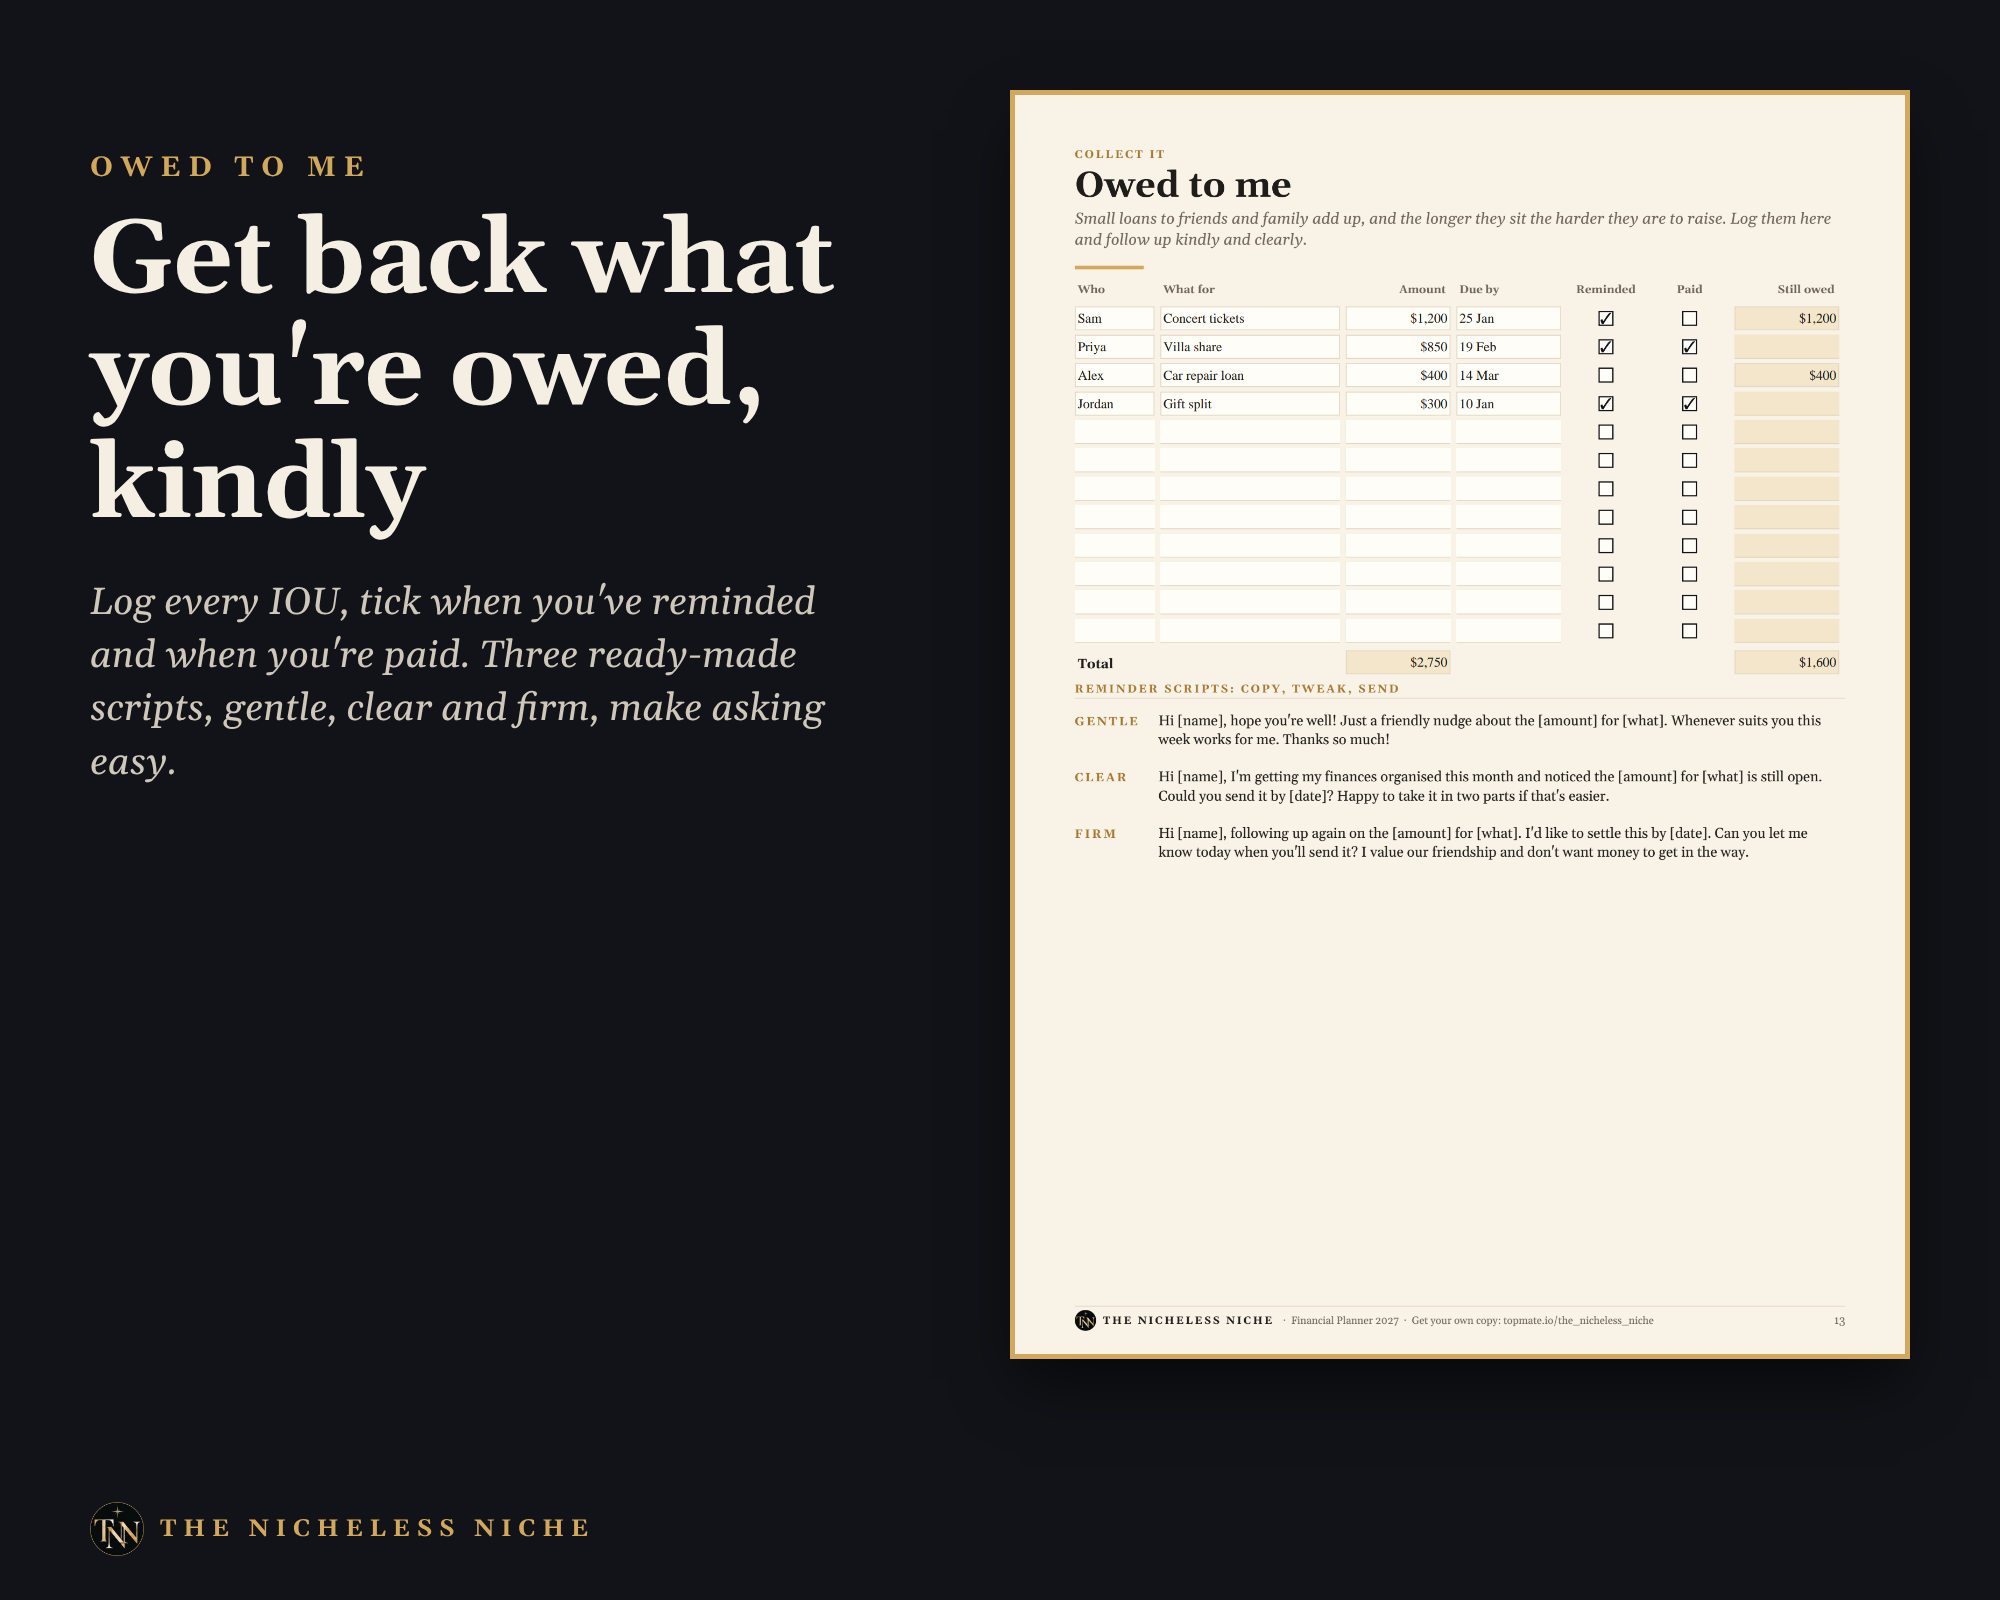 OWED TO ME
Get back what
you're owed,
kindly
Log every IOU, tick when you've reminded
and when you're paid. Three ready-made
scripts, gentle, clear and firm, make asking
easy.
TNN THE NICHELESS NICHE
COLLECT IT
Owed to me
Small loans to friends and family add up, and the longer they sit the harder they are to raise. Log them here
and follow up kindly and clearly.
Who What for Amount Due by Reminded Paid Still owed
Sam Concert tickets $1,200 25 Jan $1,200
Priya Villa share $850 19 Feb
Alex Car repair loan $400 14 Mar $400
Jordan Gift split $300 10 Jan
Total $2,750 $1,600
REMINDER SCRIPTS: COPY, TWEAK, SEND
GENTLE Hi [name], hope you're well! Just a friendly nudge about the [amount] for [what]. Whenever suits you this
week works for me. Thanks so much!
CLEAR Hi [name], I'm getting my finances organised this month and noticed the [amount] for [what] is still open.
Could you send it by [date]? Happy to take it in two parts if that's easier.
FIRM Hi [name], following up again on the [amount] for [what]. I'd like to settle this by [date]. Can you let me
know today when you'll send it? I value our friendship and don't want money to get in the way.
TNN THE NICHELESS NICHE · Financial Planner 2027 · Get your own copy: topmate.io/the_nicheless_niche 13